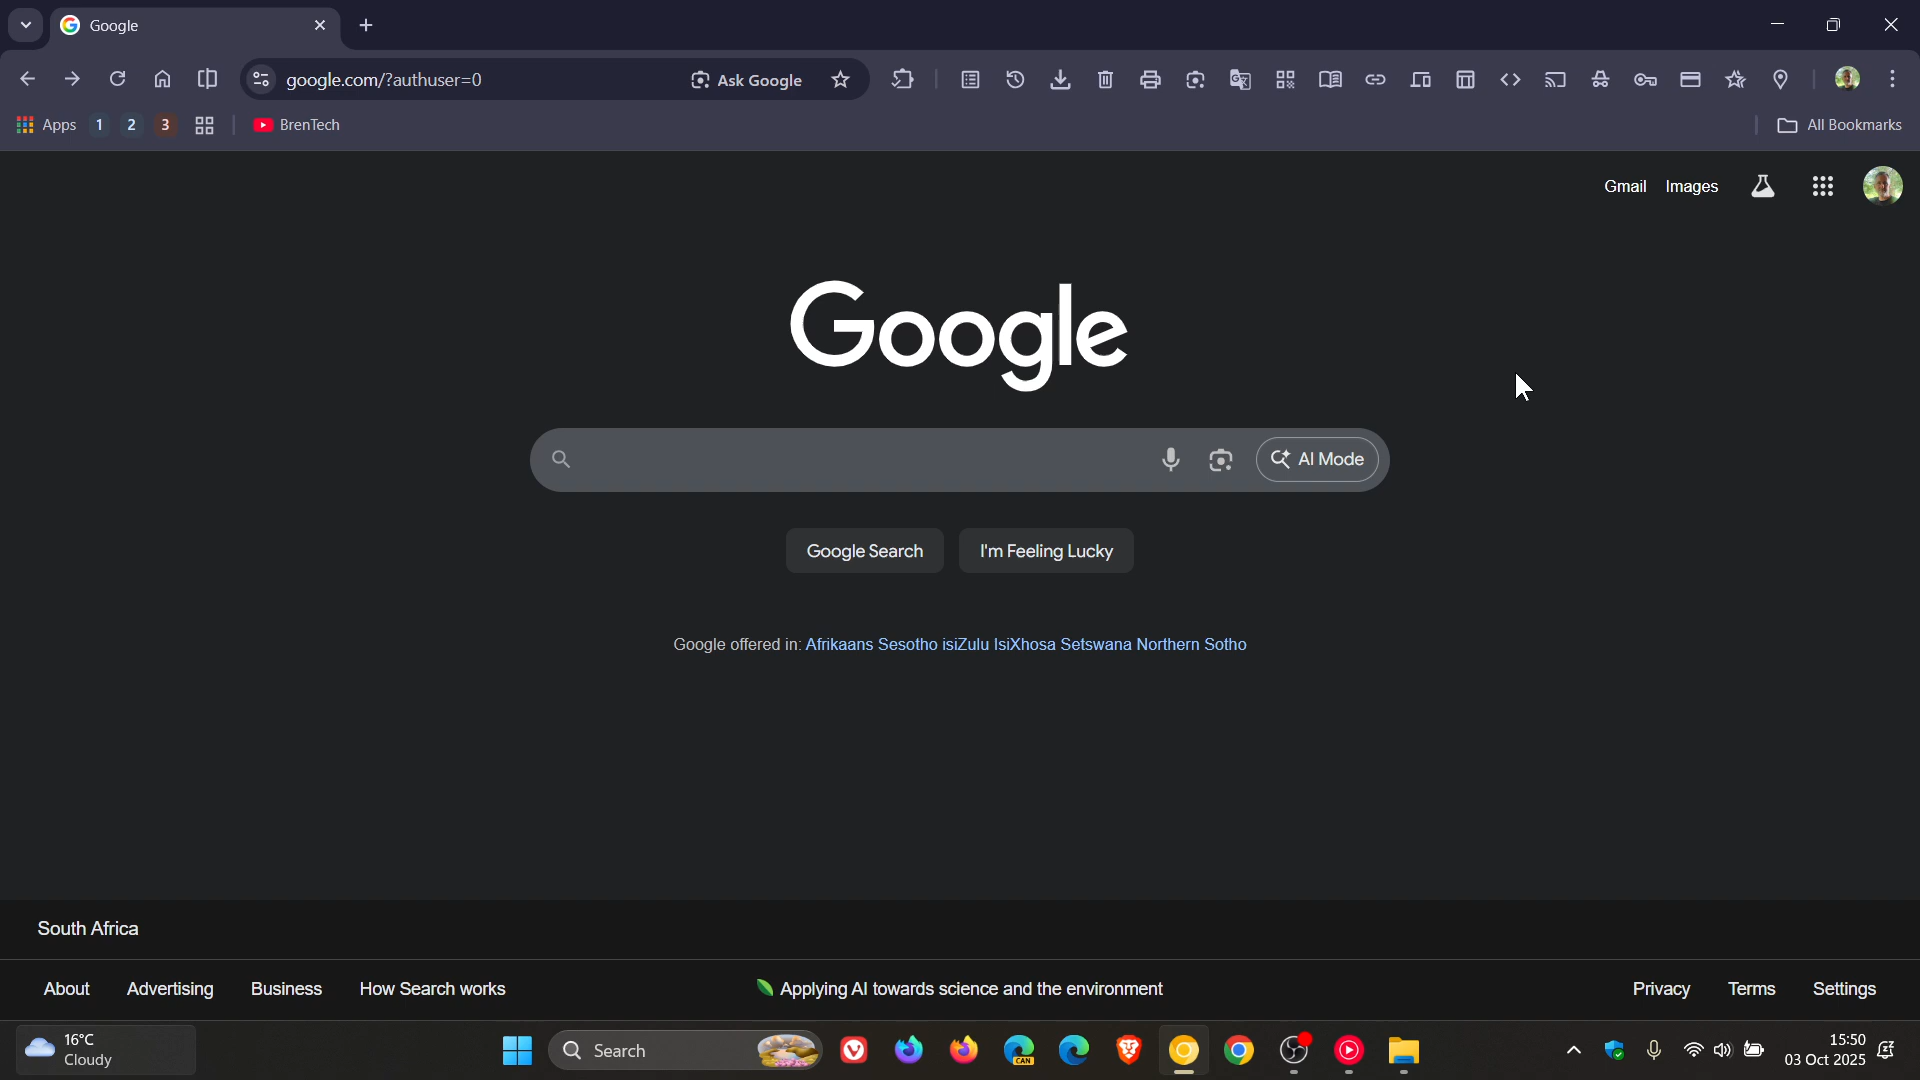 Google
google.com/?authuser=0
Ask Google
Apps 1 2 3 BrenTech All Bookmarks
Gmail Images
Google
AI Mode
Google Search I'm Feeling Lucky
Google offered in: Afrikaans Sesotho isiZulu IsiXhosa Setswana Northern Sotho
South Africa
About Advertising Business How Search works Applying AI towards science and the environment Privacy Terms Settings
16°C
Cloudy
Search
CAN
15:50
03 Oct 2025